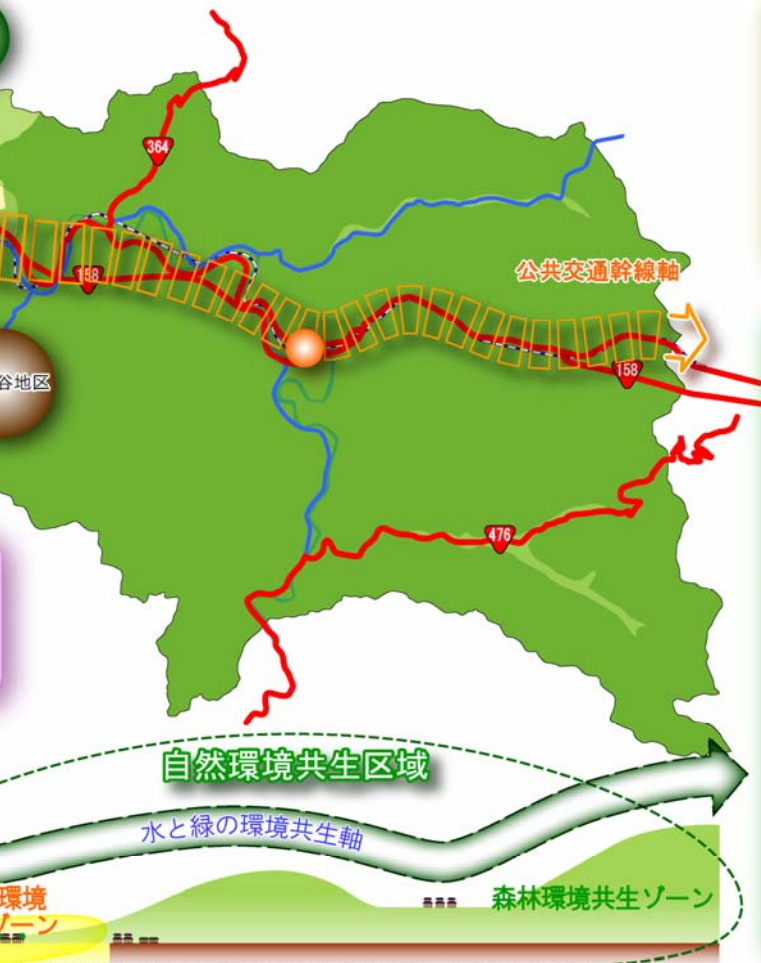 364
158
公共交通幹線軸
158
谷地区
476
自然環境共生区域
水と緑の環境共生軸
環境
ゾーン
森林環境共生ゾーン